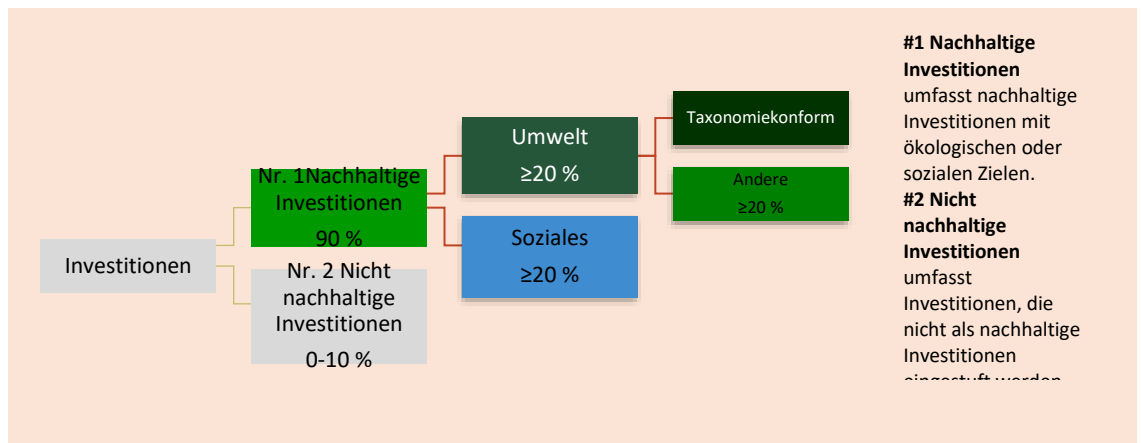 Investitionen
Nr. 1Nachhaltige
Investitionen
90 %
Nr. 2 Nicht
nachhaltige
Investitionen
0-10 %
Umwelt
≥20 %
Soziales
≥20 %
Taxonomiekonform
Andere
≥20 %
#1 Nachhaltige
Investitionen
umfasst nachhaltige
Investitionen mit
ökologischen oder
sozialen Zielen.
#2 Nicht
nachhaltige
Investitionen
umfasst
Investitionen, die
nicht als nachhaltige
Investitionen
eingestuft werden